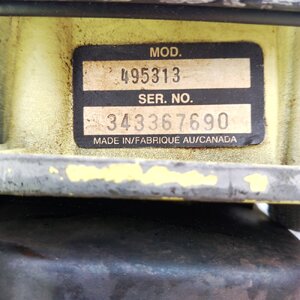 MOD.
495313
SER. NO.
343367690
MADE IN/FABRIQUE AU/CANADA